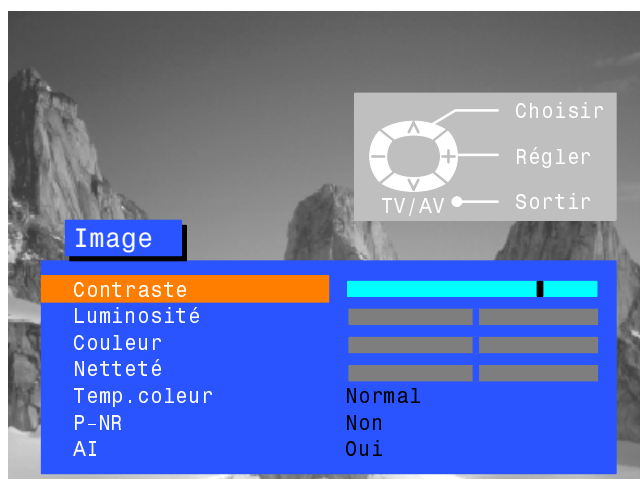 Choisir
Régler
TV/AV Sortir
Image
Contraste
Luminosité
Couleur
Netteté
Temp.coleur Normal
P-NR Non
AI Oui